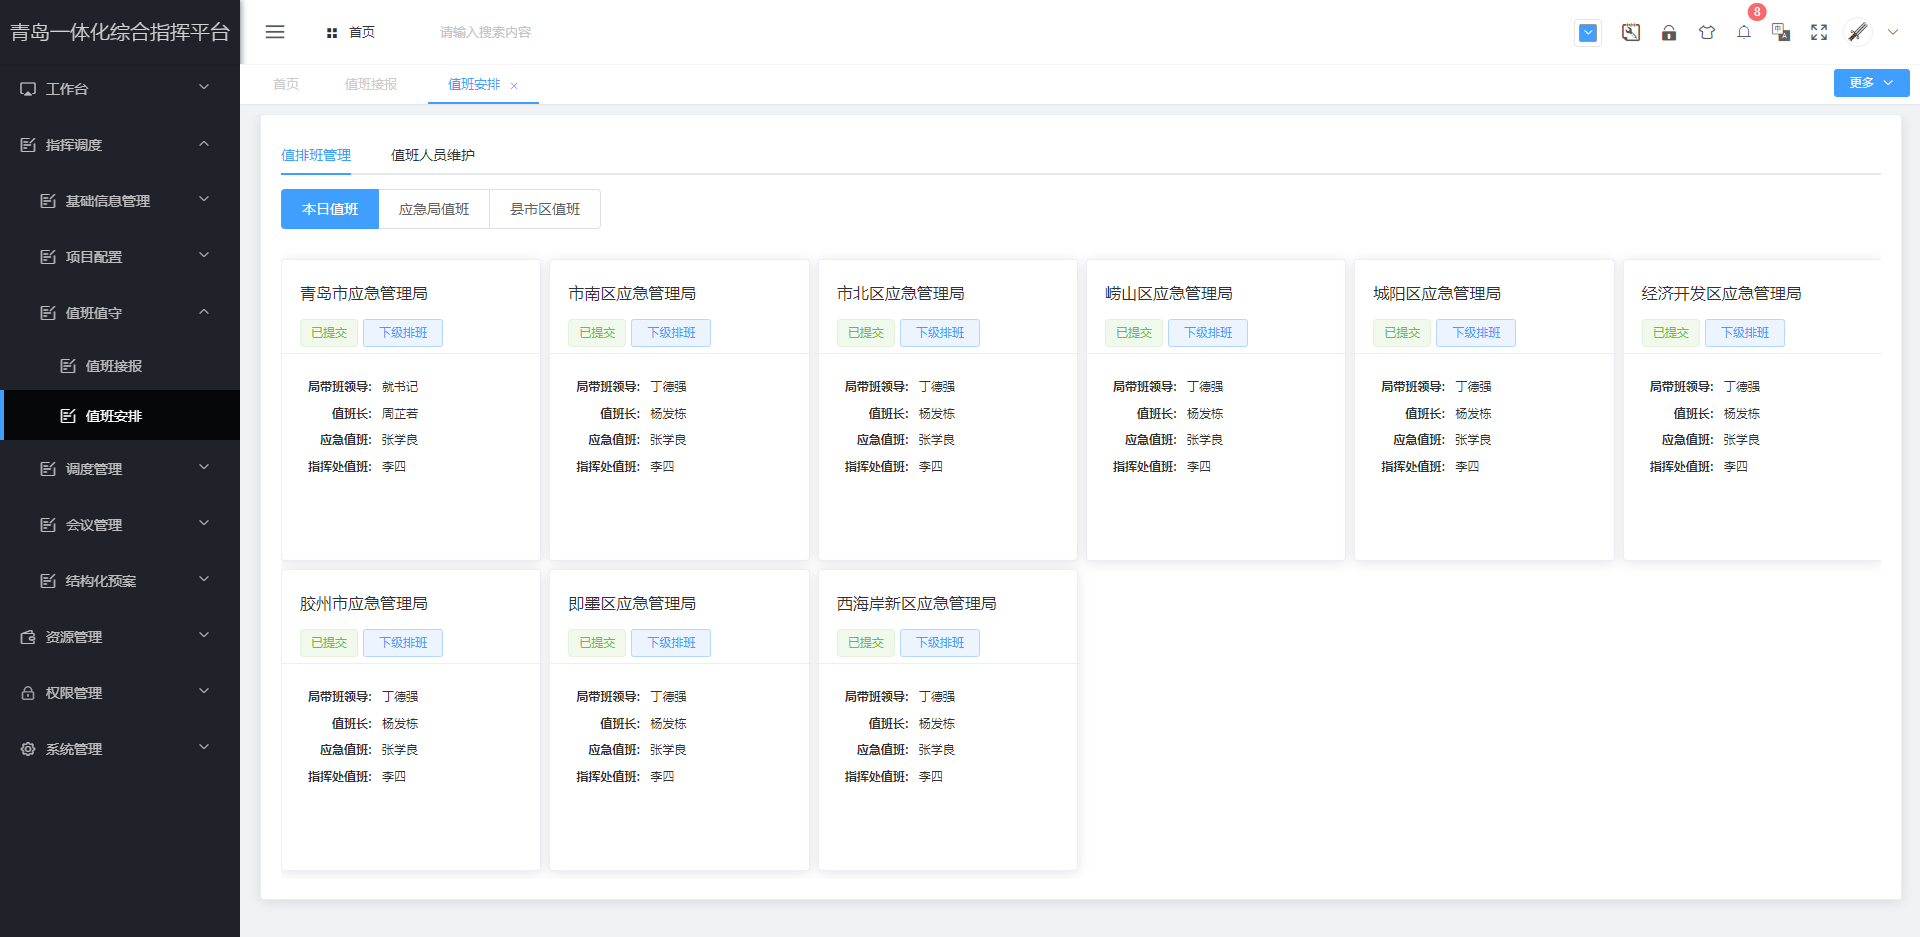 青岛一体化综合指挥平台
首页
请输入搜索内容
8
首页
值班接报
值班安排
更多
工作台
指挥调度
基础信息管理
项目配置
值班值守
值班接报
值班安排
调度管理
会议管理
结构化预案
资源管理
权限管理
系统管理
值排班管理
值班人员维护
本日值班
应急局值班
县市区值班
青岛市应急管理局
已提交
下级排班
局带班领导: 就书记
值班长: 周芷若
应急值班: 张学良
指挥处值班: 李四
市南区应急管理局
已提交
下级排班
局带班领导: 丁德强
值班长: 杨发栋
应急值班: 张学良
指挥处值班: 李四
市北区应急管理局
已提交
下级排班
局带班领导: 丁德强
值班长: 杨发栋
应急值班: 张学良
指挥处值班: 李四
崂山区应急管理局
已提交
下级排班
局带班领导: 丁德强
值班长: 杨发栋
应急值班: 张学良
指挥处值班: 李四
城阳区应急管理局
已提交
下级排班
局带班领导: 丁德强
值班长: 杨发栋
应急值班: 张学良
指挥处值班: 李四
经济开发区应急管理局
已提交
下级排班
局带班领导: 丁德强
值班长: 杨发栋
应急值班: 张学良
指挥处值班: 李四
胶州市应急管理局
已提交
下级排班
局带班领导: 丁德强
值班长: 杨发栋
应急值班: 张学良
指挥处值班: 李四
即墨区应急管理局
已提交
下级排班
局带班领导: 丁德强
值班长: 杨发栋
应急值班: 张学良
指挥处值班: 李四
西海岸新区应急管理局
已提交
下级排班
局带班领导: 丁德强
值班长: 杨发栋
应急值班: 张学良
指挥处值班: 李四